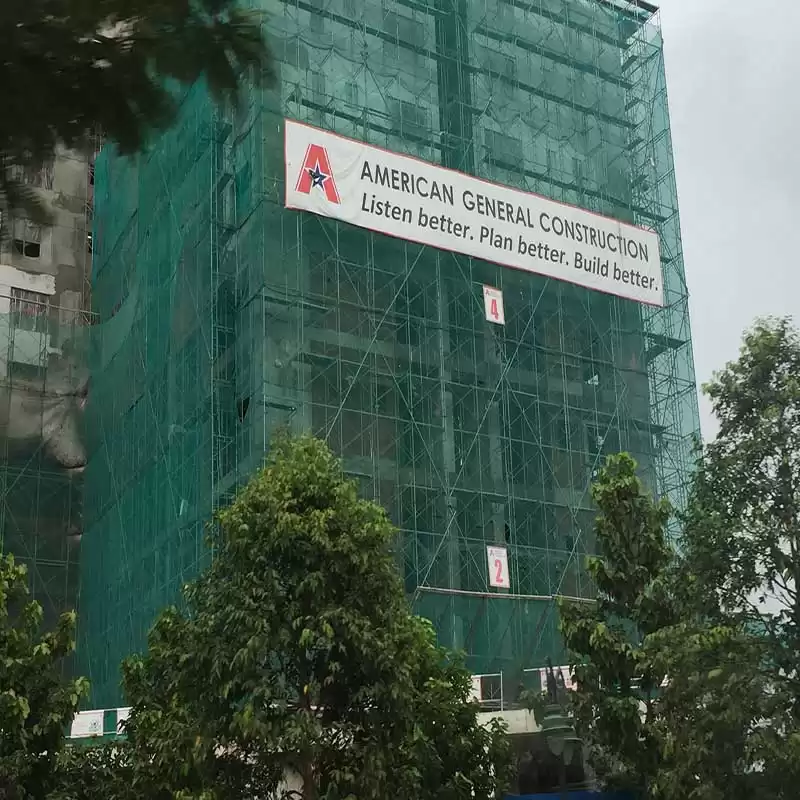 A
AMERICAN GENERAL CONSTRUCTION
Listen better. Plan better. Build better.
4
2